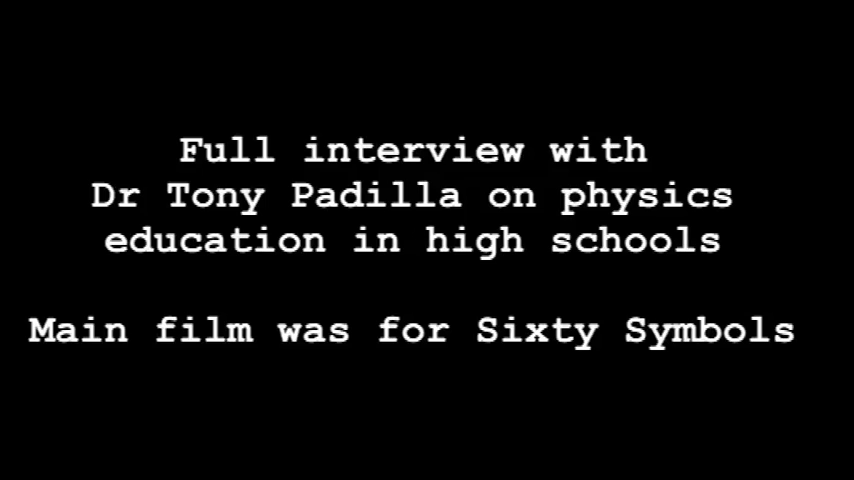 Full interview with
Dr Tony Padilla on physics
education in high schools
Main film was for Sixty Symbols